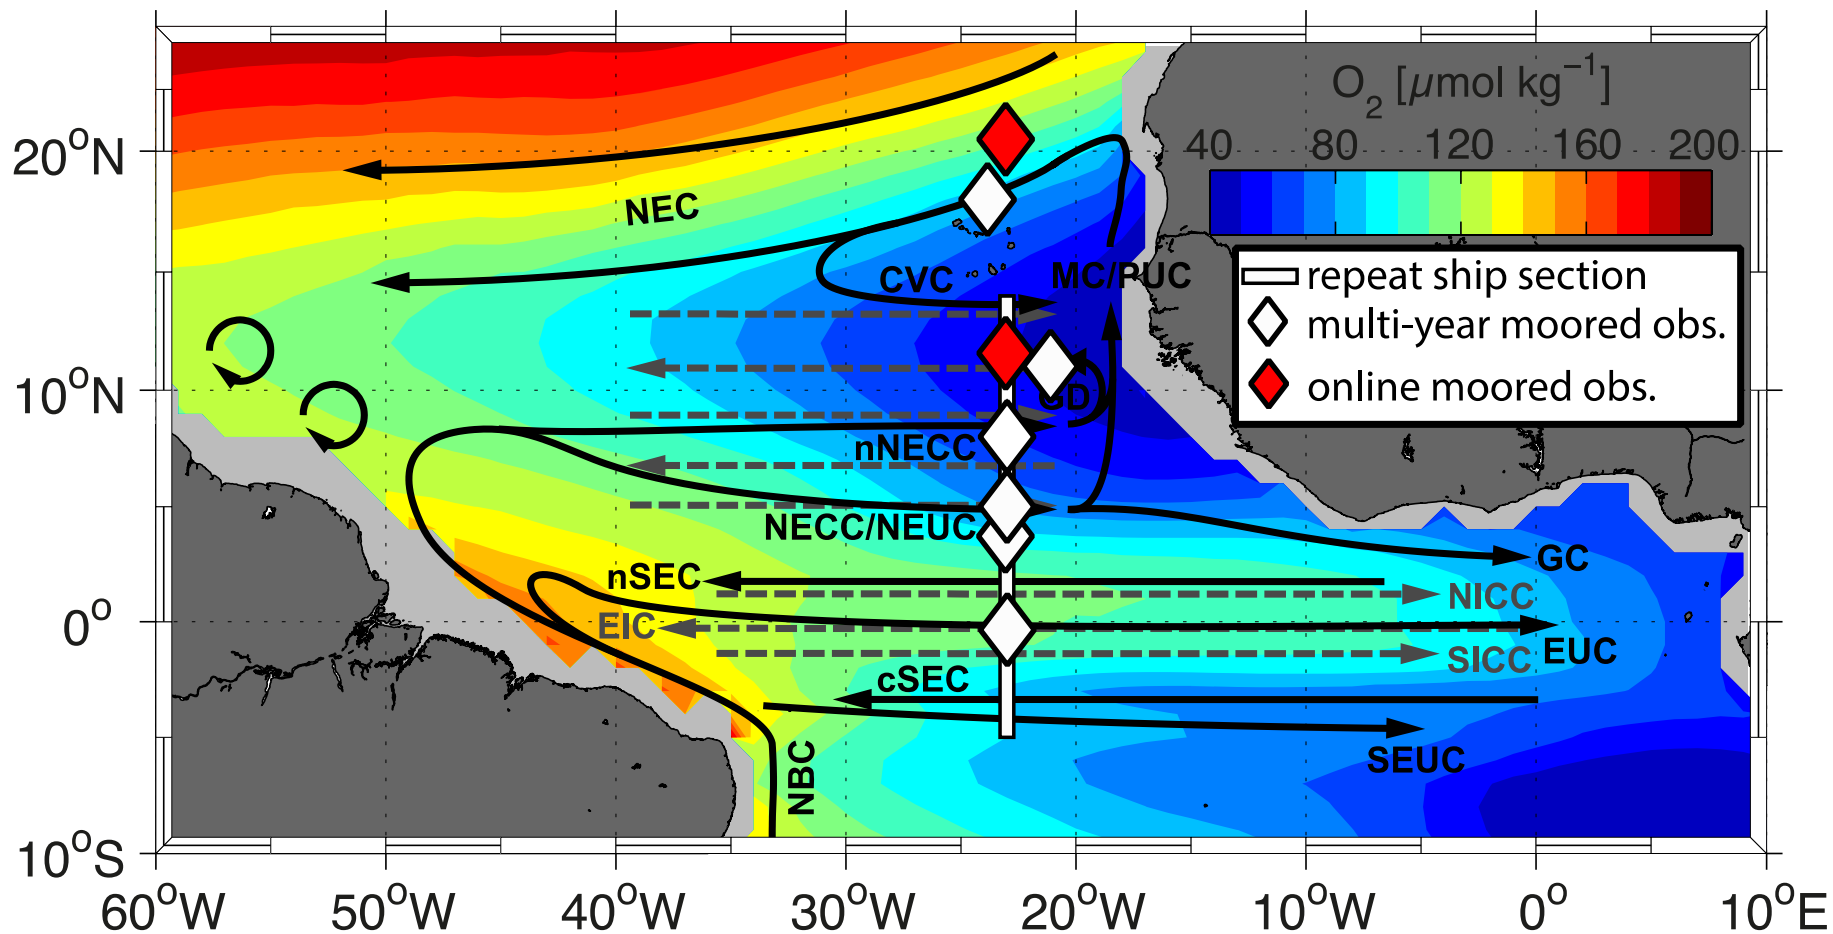 O₂ [μmol kg⁻¹]
40 80 120 160 200
repeat ship section
multi-year moored obs.
online moored obs.
20°N
10°N
0°
10°S
NEC
CVC
MC/PUC
GD
nNECC
NECC/NEUC
GC
nSEC
NICC
EIC
EUC
SICC
cSEC
SEUC
NBC
60°W 50°W 40°W 30°W 20°W 10°W 0° 10°E